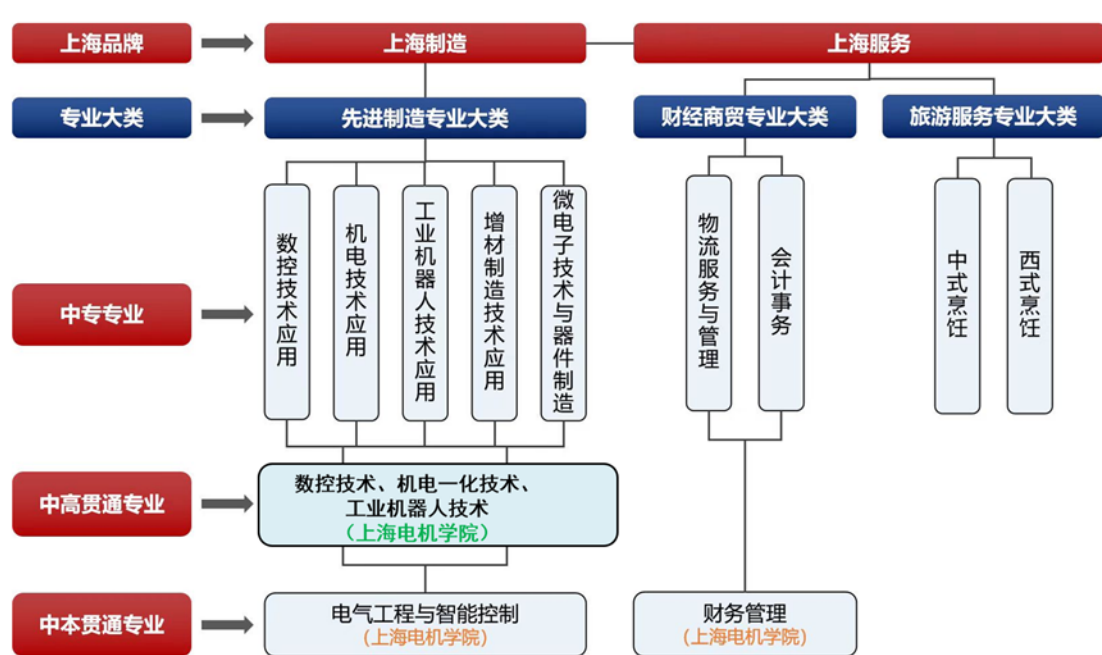 上海品牌
上海制造
上海服务
专业大类
先进制造专业大类
财经商贸专业大类
旅游服务专业大类
中专专业
数控技术应用
机电技术应用
工业机器人技术应用
增材制造技术应用
微电子技术与器件制造
物流服务与管理
会计事务
中式烹饪
西式烹饪
中高贯通专业
数控技术、机电一化技术、
工业机器人技术
（上海电机学院）
中本贯通专业
电气工程与智能控制
（上海电机学院）
财务管理
（上海电机学院）